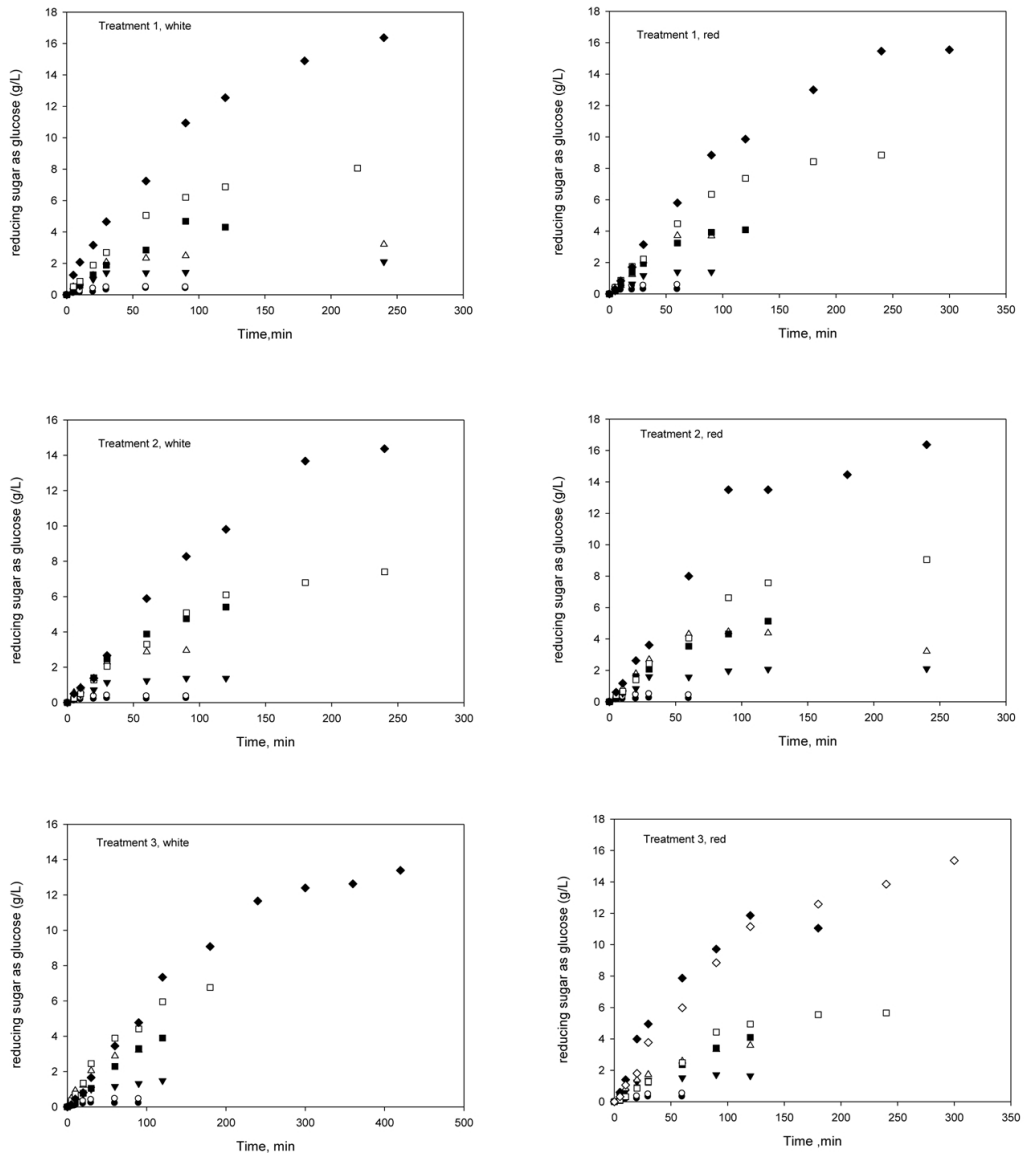 Treatment 1, white
reducing sugar as glucose (g/L)
18
16
14
12
10
8
6
4
2
0
0 50 100 150 200 250 300
Time,min
Treatment 1, red
reducing sugar as glucose (g/L)
18
16
14
12
10
8
6
4
2
0
0 50 100 150 200 250 300 350
Time, min
Treatment 2, white
reducing sugar as glucose (g/L)
16
14
12
10
8
6
4
2
0
0 50 100 150 200 250 300
Time, min
Treatment 2, red
reducing sugar as glucose (g/L)
18
16
14
12
10
8
6
4
2
0
0 50 100 150 200 250 300
Time, min
Treatment 3, white
reducing sugar as glucose (g/L)
16
14
12
10
8
6
4
2
0
0 100 200 300 400 500
Time, min
Treatment 3, red
reducing sugar as glucose (g/L)
18
16
14
12
10
8
6
4
2
0
0 50 100 150 200 250 300 350
Time ,min